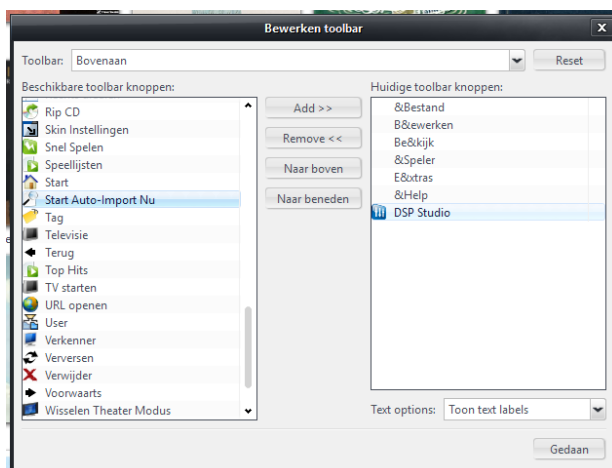 Bewerken toolbar
X
Toolbar: Bovenaan Reset
Beschikbare toolbar knoppen:
Rip CD
Skin Instellingen
Snel Spelen
Speellijsten
Start
Start Auto-Import Nu
Tag
Televisie
Terug
Top Hits
TV starten
URL openen
User
Verkenner
Verversen
Verwijder
Voorwaarts
Wisselen Theater Modus
Add >>
Remove <<
Naar boven
Naar beneden
Huidige toolbar knoppen:
&Bestand
B&ewerken
Be&kijk
&Speler
E&xtras
&Help
DSP Studio
Text options: Toon text labels
Gedaan